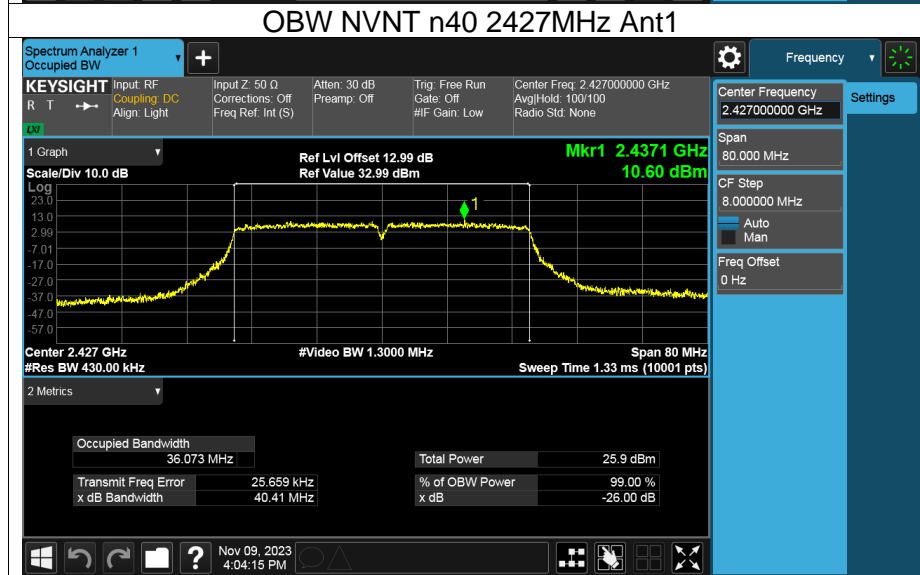 OBW NVNT n40 2427MHz Ant1
Spectrum Analyzer 1
Occupied BW
+
Frequency
KEYSIGHT
R T
LXI
Input: RF
Coupling: DC
Align: Light
Input Z: 50 Ω
Corrections: Off
Freq Ref: Int (S)
Atten: 30 dB
Preamp: Off
Trig: Free Run
Gate: Off
#IF Gain: Low
Center Freq: 2.427000000 GHz
Avg|Hold: 100/100
Radio Std: None
Center Frequency
2.427000000 GHz
Settings
Span
80.000 MHz
CF Step
8.000000 MHz
Auto
Man
Freq Offset
0 Hz
1 Graph
Scale/Div 10.0 dB
Ref Lvl Offset 12.99 dB
Ref Value 32.99 dBm
Mkr1 2.4371 GHz
10.60 dBm
Log
23.0
13.0
2.99
-7.01
-17.0
-27.0
-37.0
-47.0
-57.0
1
Center 2.427 GHz
#Video BW 1.3000 MHz
Span 80 MHz
#Res BW 430.00 kHz
Sweep Time 1.33 ms (10001 pts)
2 Metrics
Occupied Bandwidth
36.073 MHz
Total Power 25.9 dBm
Transmit Freq Error 25.659 kHz
% of OBW Power 99.00 %
x dB Bandwidth 40.41 MHz
x dB -26.00 dB
?
Nov 09, 2023
4:04:15 PM